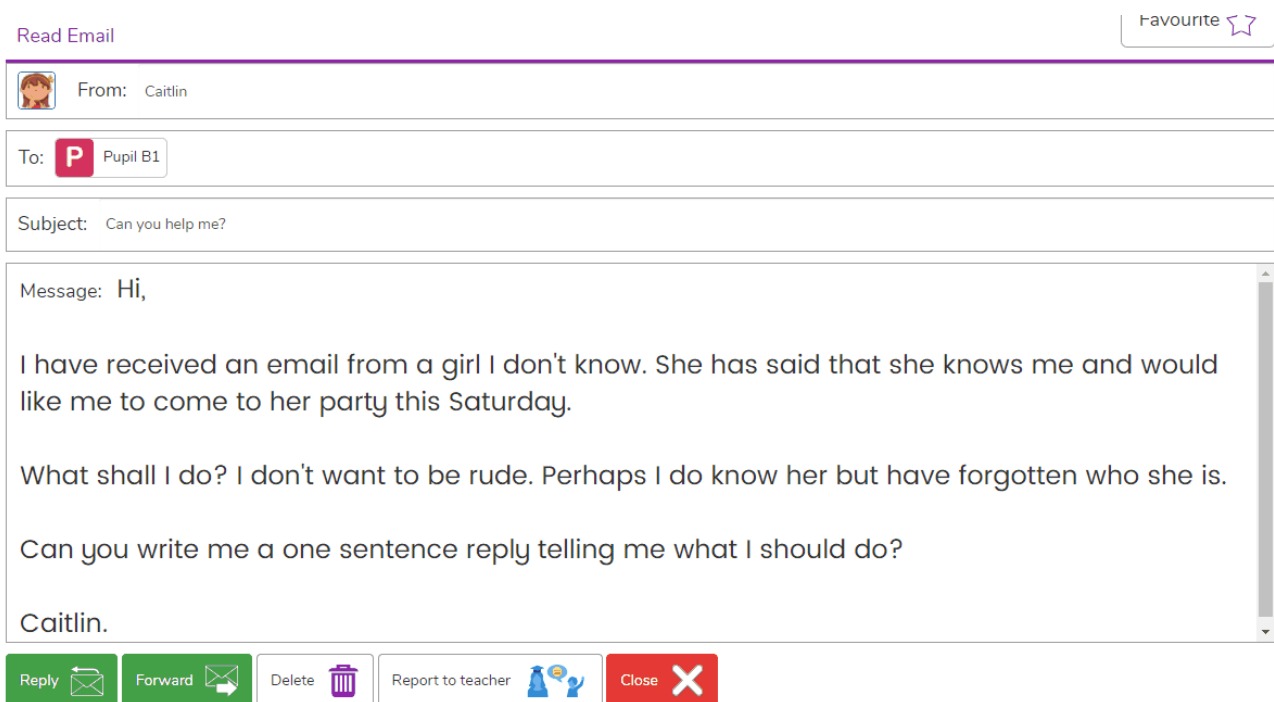 Favourite
Read Email
From: Caitlin
To: P Pupil B1
Subject: Can you help me?
Message: Hi,
I have received an email from a girl I don't know. She has said that she knows me and would
like me to come to her party this Saturday.
What shall I do? I don't want to be rude. Perhaps I do know her but have forgotten who she is.
Can you write me a one sentence reply telling me what I should do?
Caitlin.
Reply Forward Delete Report to teacher Close